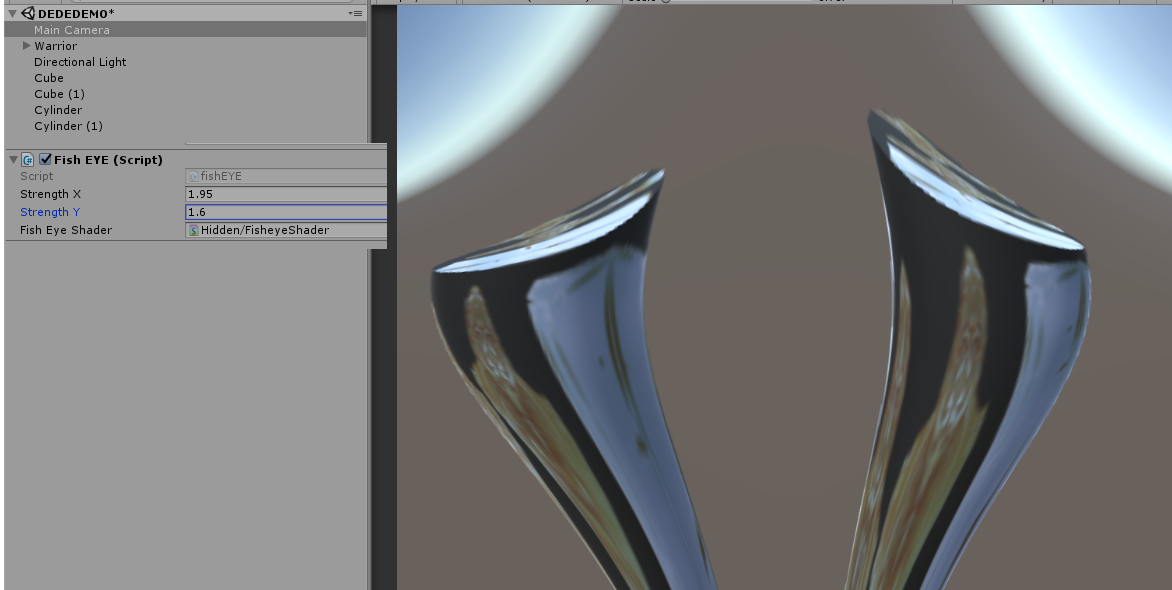 DEDEDEMO*
Main Camera
Warrior
Directional Light
Cube
Cube (1)
Cylinder
Cylinder (1)
Fish EYE (Script)
Script fishEYE
Strength X 1.95
Strength Y 1.6
Fish Eye Shader Hidden/FisheyeShader